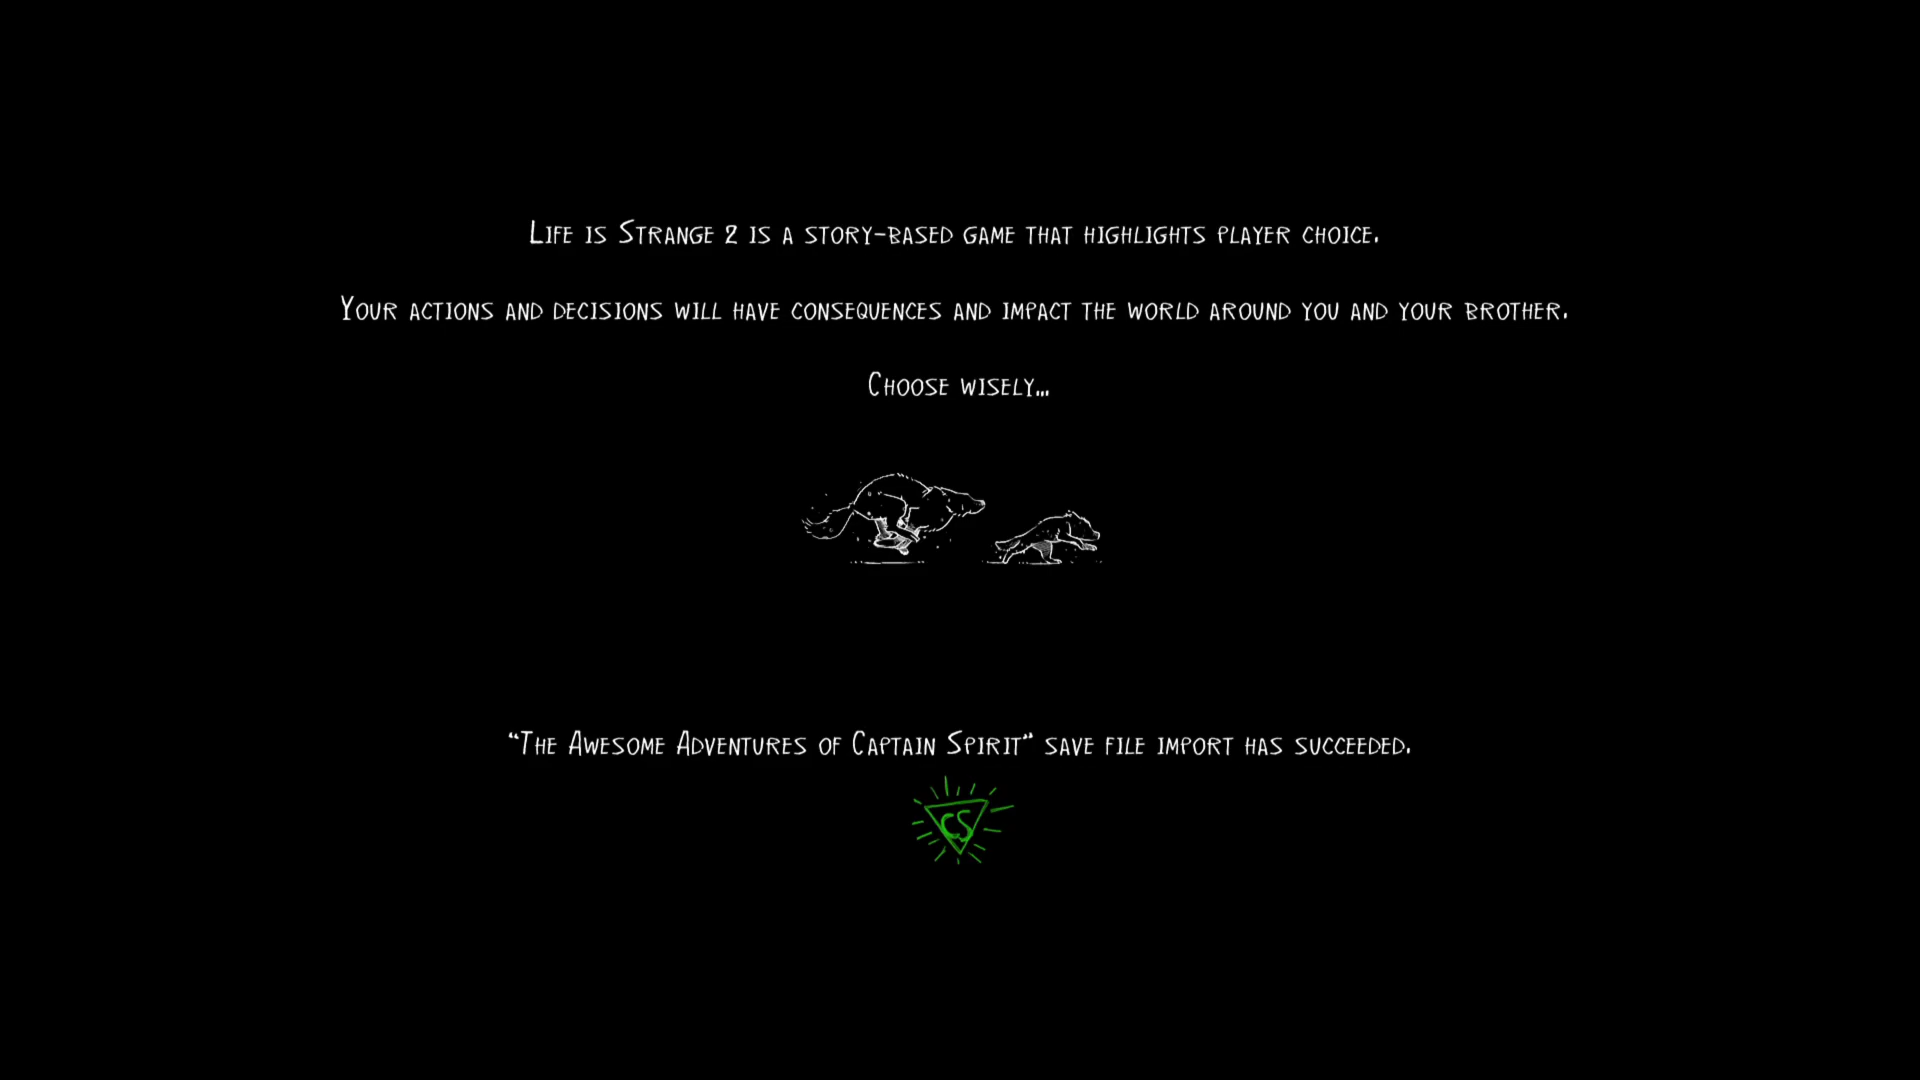 Life is Strange 2 is a story-based game that highlights player choice.
Your actions and decisions will have consequences and impact the world around you and your brother.
Choose wisely...
“The Awesome Adventures of Captain Spirit” save file import has succeeded.
CS